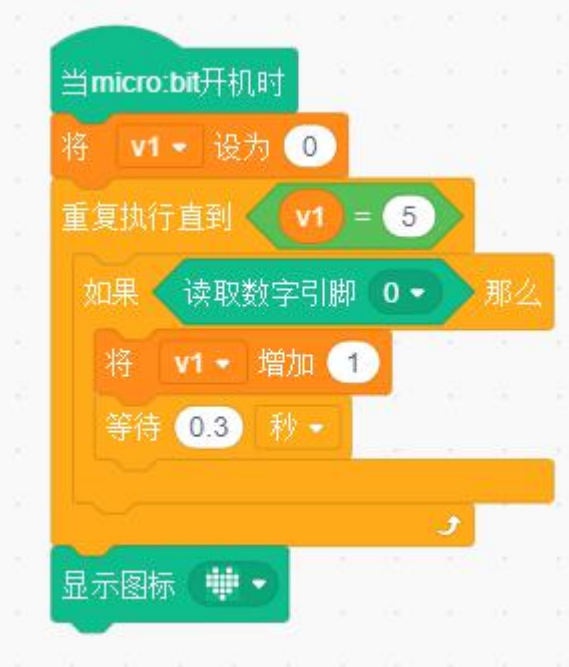 当micro:bit开机时
将 v1 设为 0
重复执行直到 v1 = 5
如果 读取数字引脚 0 那么
将 v1 增加 1
等待 0.3 秒
显示图标